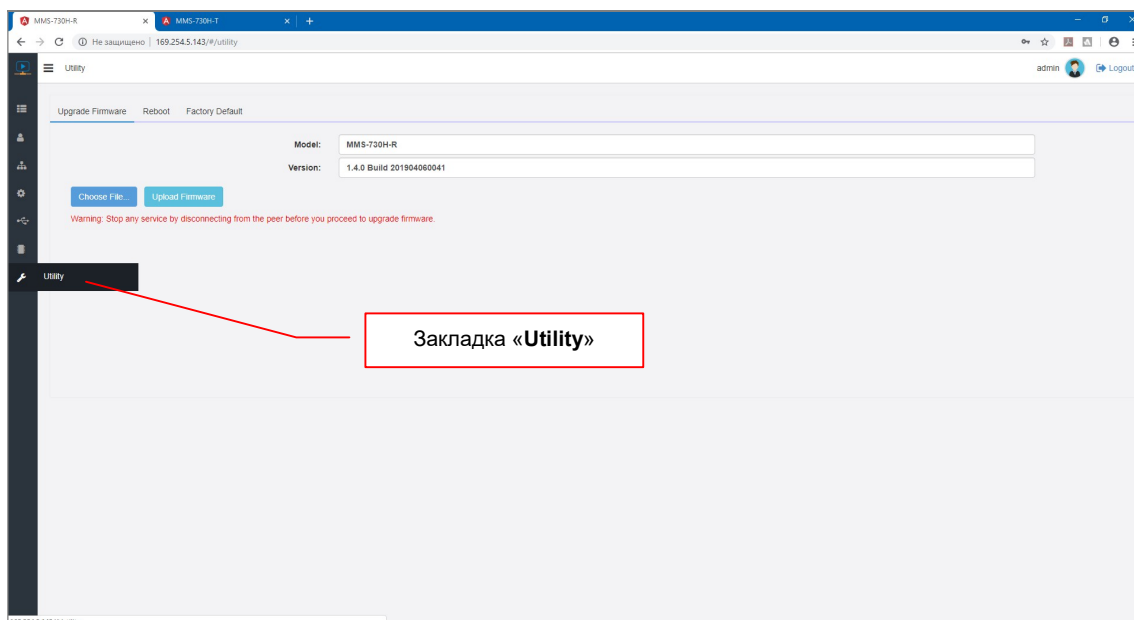 MMS-730H-R
MMS-730H-T
Не защищено | 169.254.5.143/#/utility
Utility
admin
Logout
Upgrade Firmware Reboot Factory Default
Model: MMS-730H-R
Version: 1.4.0 Build 201904060041
Choose File... Upload Firmware
Warning: Stop any service by disconnecting from the peer before you proceed to upgrade firmware.
Utility
Закладка «Utility»